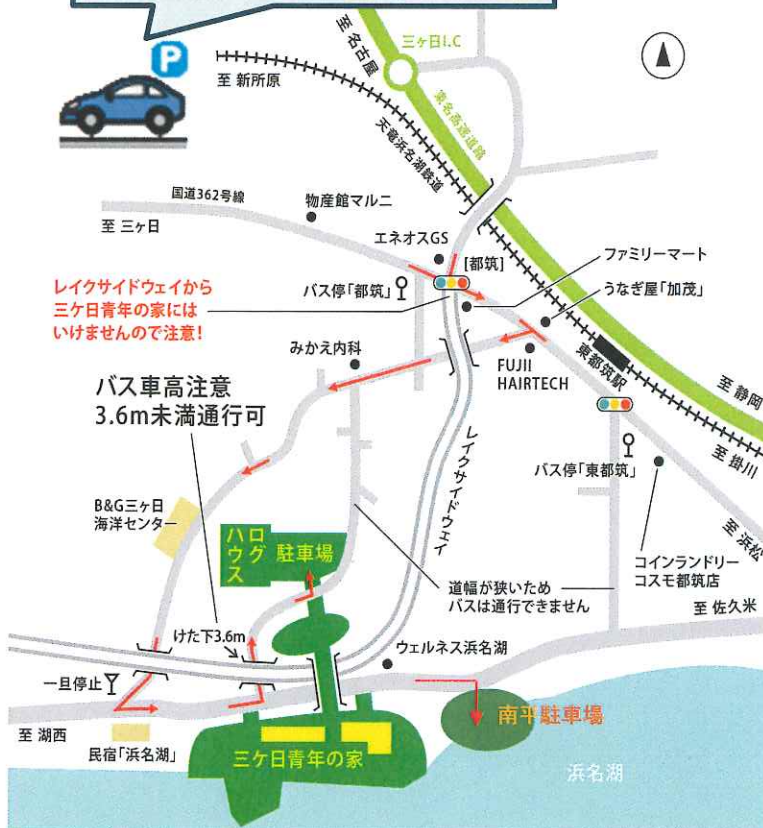 P
至 名古屋
三ヶ日I.C
至 新所原
東名高速道路
天竜浜名湖鉄道
国道362号線
物産館マルニ
至 三ヶ日
エネオスGS
[都筑]
ファミリーマート
バス停「都筑」
うなぎ屋「加茂」
レイクサイドウェイから
三ケ日青年の家には
いけませんので注意!
みかえ内科
FUJII
HAIRTECH
東都筑駅
至 静岡
至 掛川
バス車高注意
3.6m未満通行可
バス停「東都筑」
レイクサイドウェイ
至 浜松
B&G三ヶ日
海洋センター
ログ
ハウス
駐車場
コインランドリー
コスモ都筑店
道幅が狭いため
バスは通行できません
至 佐久米
けた下3.6m
ウェルネス浜名湖
一旦停止
南平駐車場
至 湖西
民宿「浜名湖」
三ケ日青年の家
浜名湖